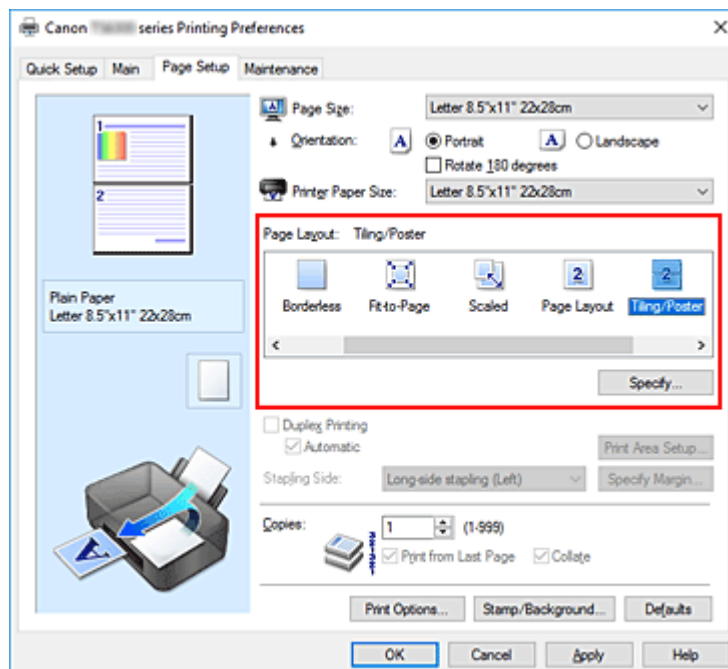 Canon series Printing Preferences
Quick Setup Main Page Setup Maintenance
1
2
Plain Paper
Letter 8.5"x11" 22x28cm
Page Size: Letter 8.5"x11" 22x28cm
Orientation: A Portrait A Landscape
Rotate 180 degrees
Printer Paper Size: Letter 8.5"x11" 22x28cm
Page Layout: Tiling/Poster
2 2
Borderless Fit-to-Page Scaled Page Layout Tiling/Poster
Specify...
Duplex Printing
Automatic Print Area Setup...
Stapling Side: Long-side stapling (Left) Specify Margin...
Copies: 1 (1-999)
Print from Last Page Collate
A
Print Options... Stamp/Background... Defaults
OK Cancel Apply Help